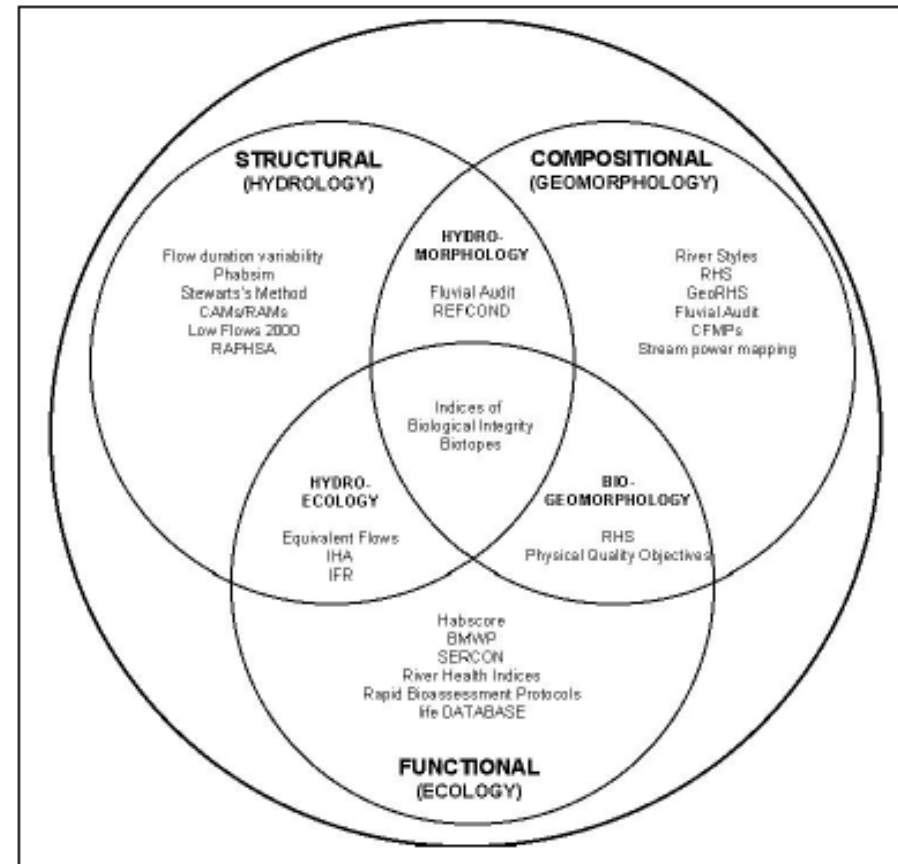 STRUCTURAL
(HYDROLOGY)
COMPOSITIONAL
(GEOMORPHOLOGY)
HYDRO-
MORPHOLOGY
Fluvial Audit
REFCOND
Flow duration variability
Phabsim
Stewarts's Method
CAMs/RAMs
Low Flows 2000
RAPHSA
River Styles
RHS
GeoRHS
Fluvial Audit
CFMPs
Stream power mapping
Indices of
Biological Integrity
Biotopes
HYDRO-
ECOLOGY
Equivalent Flows
IHA
IFR
BIO-
GEOMORPHOLOGY
RHS
Physical Quality Objectives
Habscore
BMWP
SERCON
River Health Indices
Rapid Bioassessment Protocols
life DATABASE
FUNCTIONAL
(ECOLOGY)